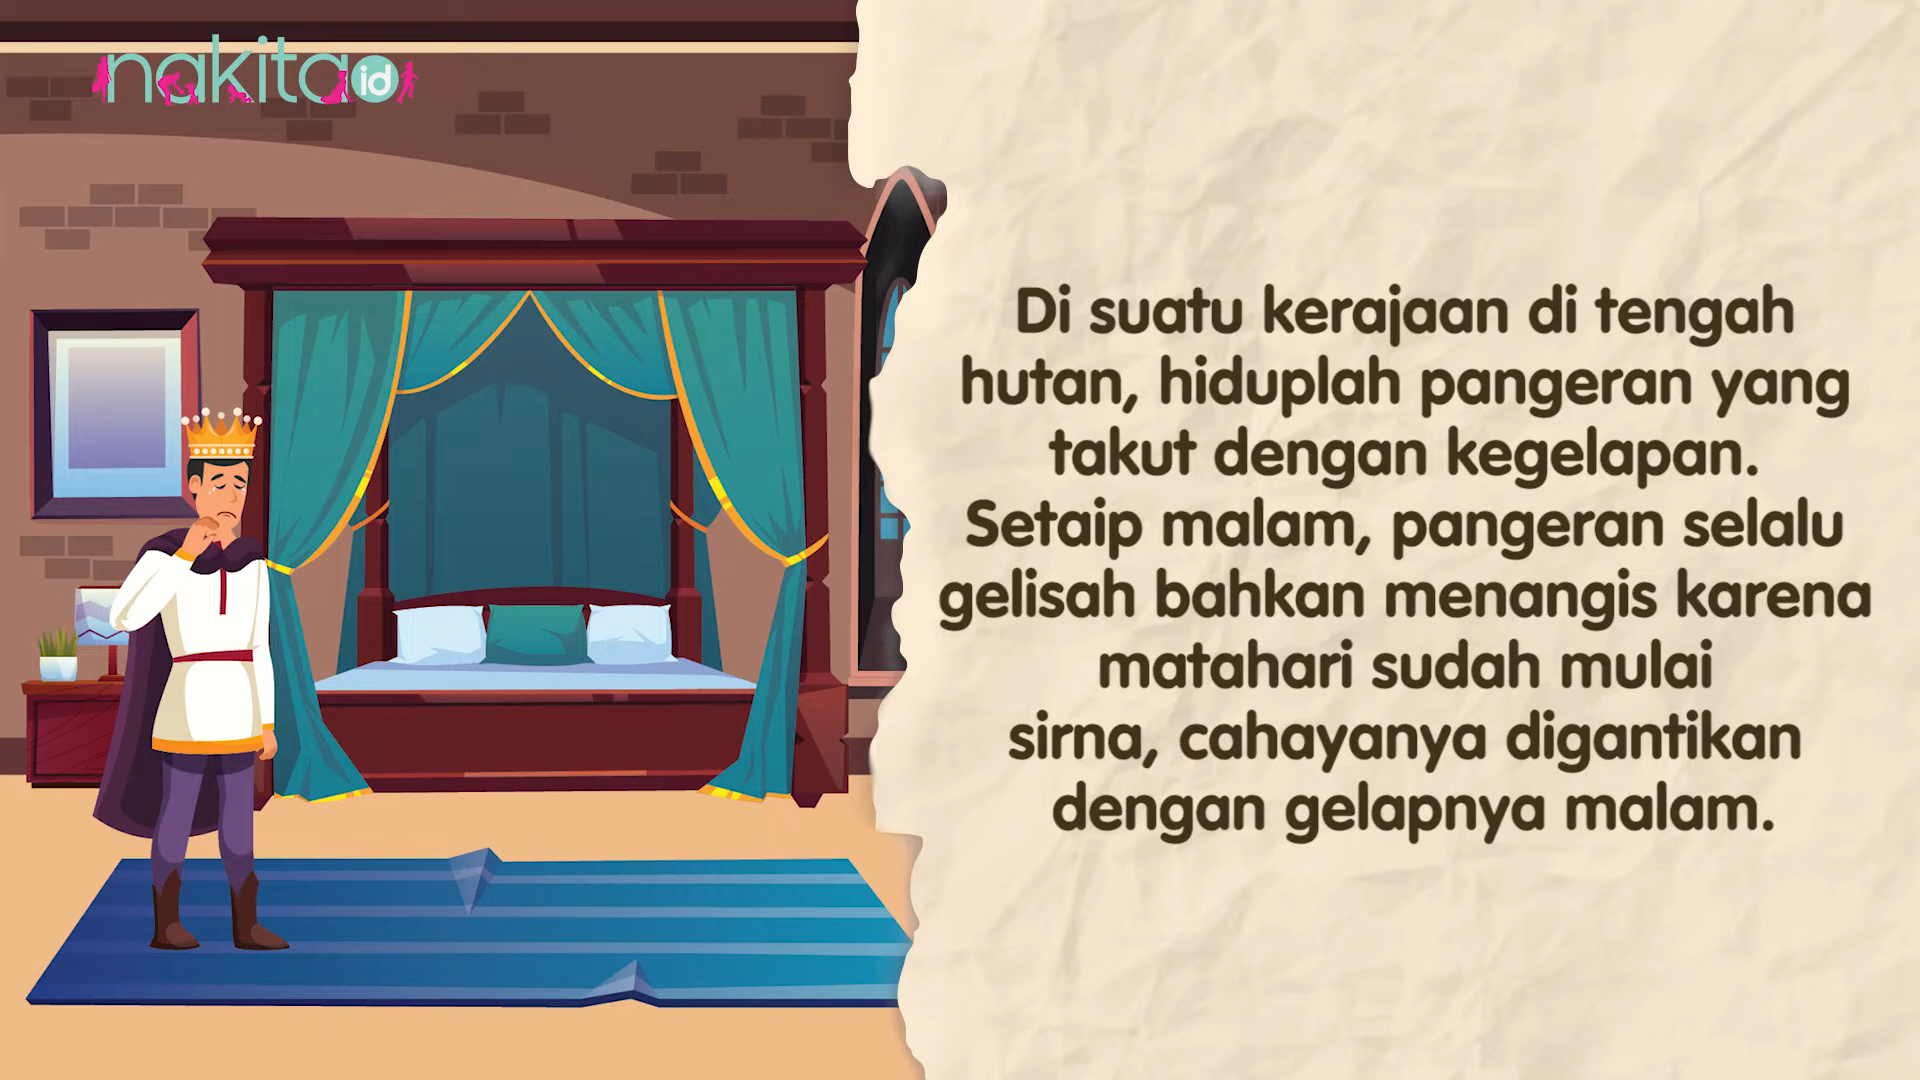 nakita id
Di suatu kerajaan di tengah
hutan, hiduplah pangeran yang
takut dengan kegelapan.
Setaip malam, pangeran selalu
gelisah bahkan menangis karena
matahari sudah mulai
sirna, cahayanya digantikan
dengan gelapnya malam.